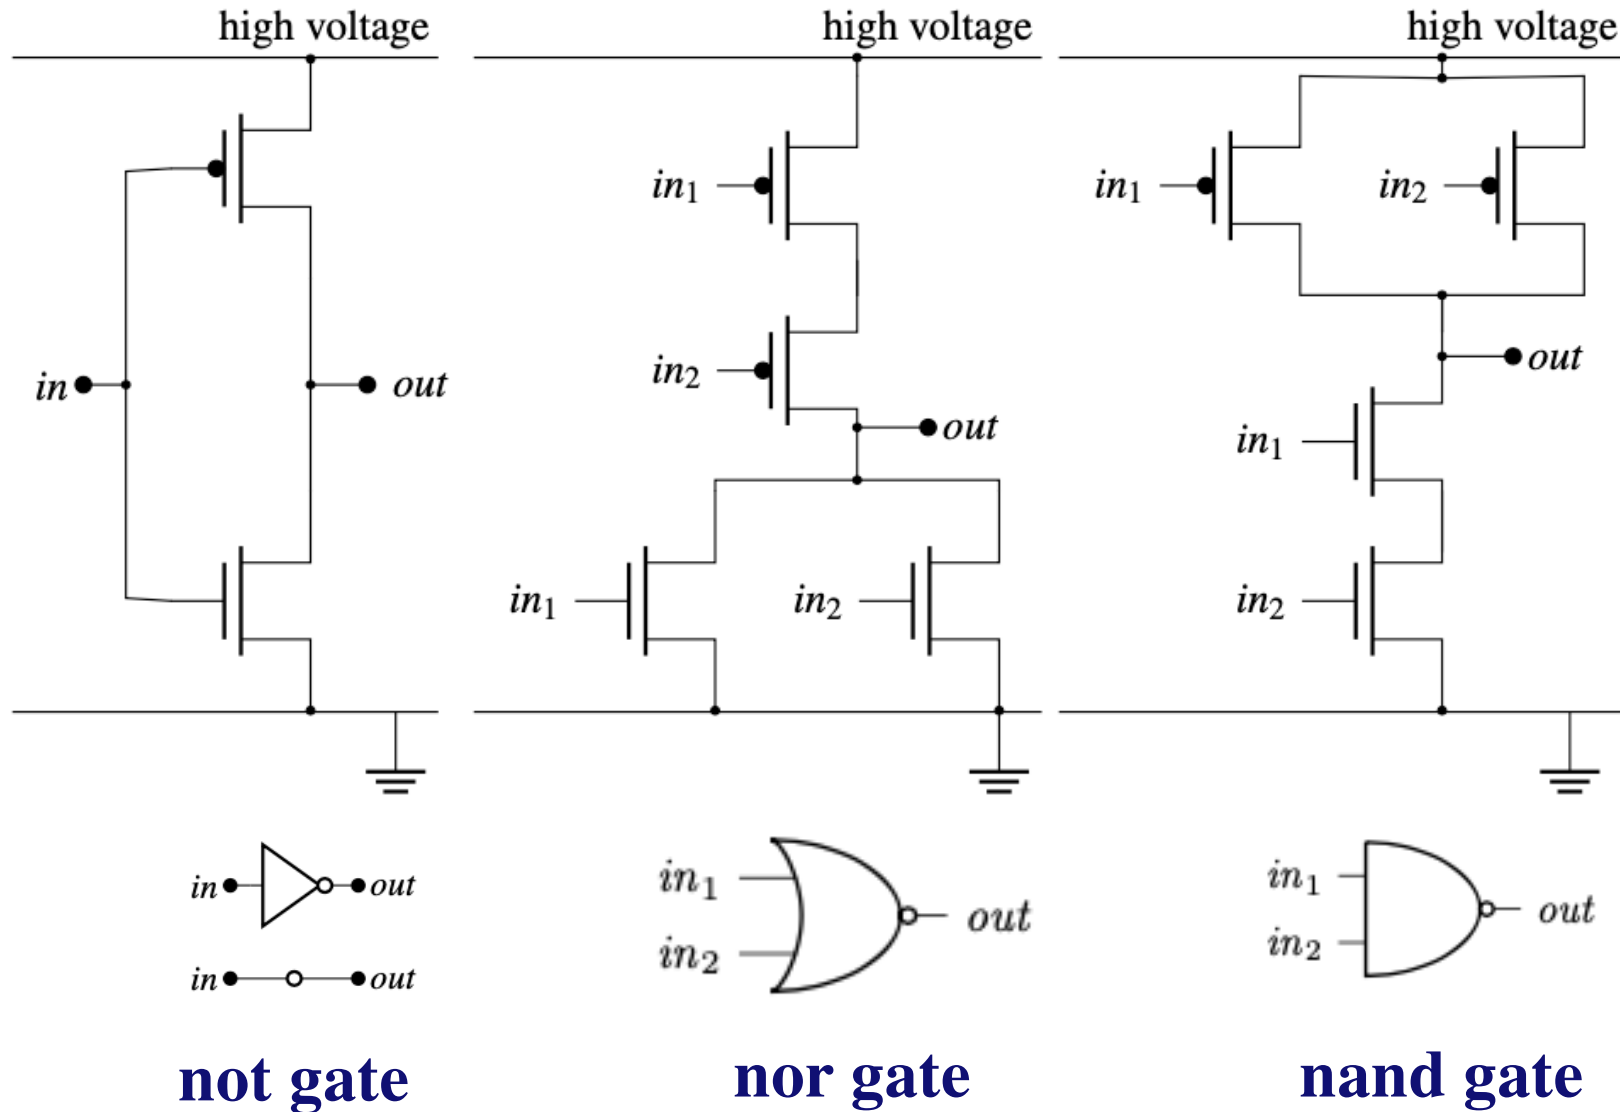 high voltage
in
out
in
out
in
out
not gate
high voltage
in1
in2
out
in1
in2
in1
in2
out
nor gate
high voltage
in1
in2
out
in1
in2
in1
in2
out
nand gate